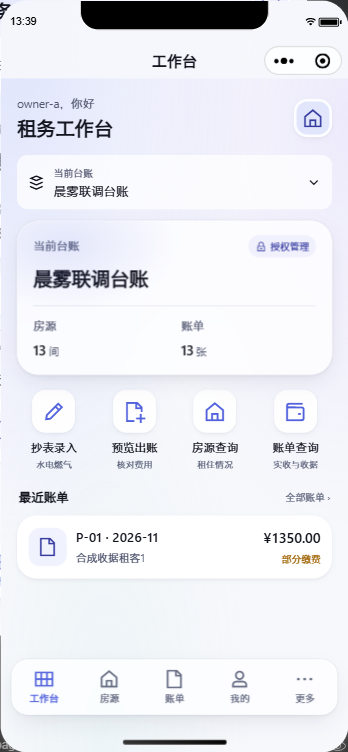 13:39
工作台
owner-a，你好
租务工作台
当前台账
晨雾联调台账
当前台账
授权管理
晨雾联调台账
房源
账单
13 间
13 张
抄表录入
预览出账
房源查询
账单查询
水电燃气
核对费用
租住情况
实收与收据
最近账单
全部账单 ›
P-01 · 2026-11
¥1350.00
合成收据租客1
部分缴费
工作台
房源
账单
我的
更多